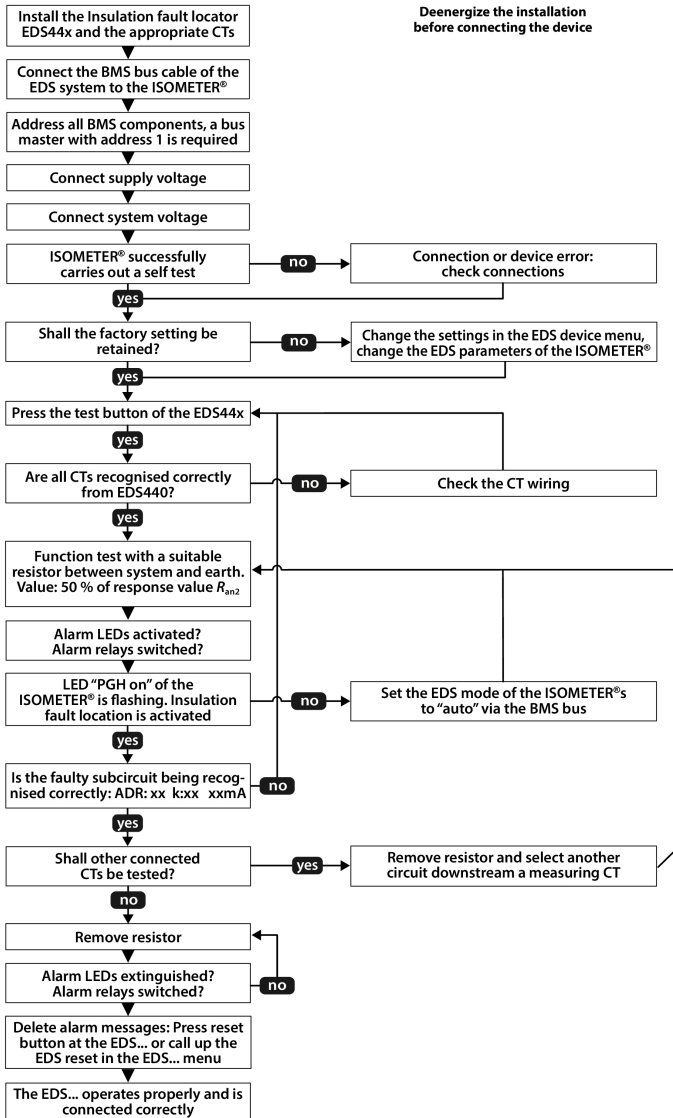 Install the Insulation fault locator
EDS44x and the appropriate CTs
Deenergize the installation
before connecting the device
Connect the BMS bus cable of the
EDS system to the ISOMETER®
Address all BMS components, a bus
master with address 1 is required
Connect supply voltage
Connect system voltage
ISOMETER® successfully
carries out a self test
no
Connection or device error:
check connections
yes
Shall the factory setting be
retained?
no
Change the settings in the EDS device menu,
change the EDS parameters of the ISOMETER®
yes
Press the test button of the EDS44x
yes
Are all CTs recognised correctly
from EDS440?
no
Check the CT wiring
yes
Function test with a suitable
resistor between system and earth.
Value: 50 % of response value Ran2
Alarm LEDs activated?
Alarm relays switched?
LED “PGH on” of the
ISOMETER® is flashing. Insulation
fault location is activated
no
Set the EDS mode of the ISOMETER®s
to “auto” via the BMS bus
yes
Is the faulty subcircuit being recog-
nised correctly: ADR: xx k:xx xxmA
no
yes
Shall other connected
CTs be tested?
yes
Remove resistor and select another
circuit downstream a measuring CT
no
Remove resistor
Alarm LEDs extinguished?
Alarm relays switched?
no
Delete alarm messages: Press reset
button at the EDS... or call up the
EDS reset in the EDS... menu
The EDS... operates properly and is
connected correctly